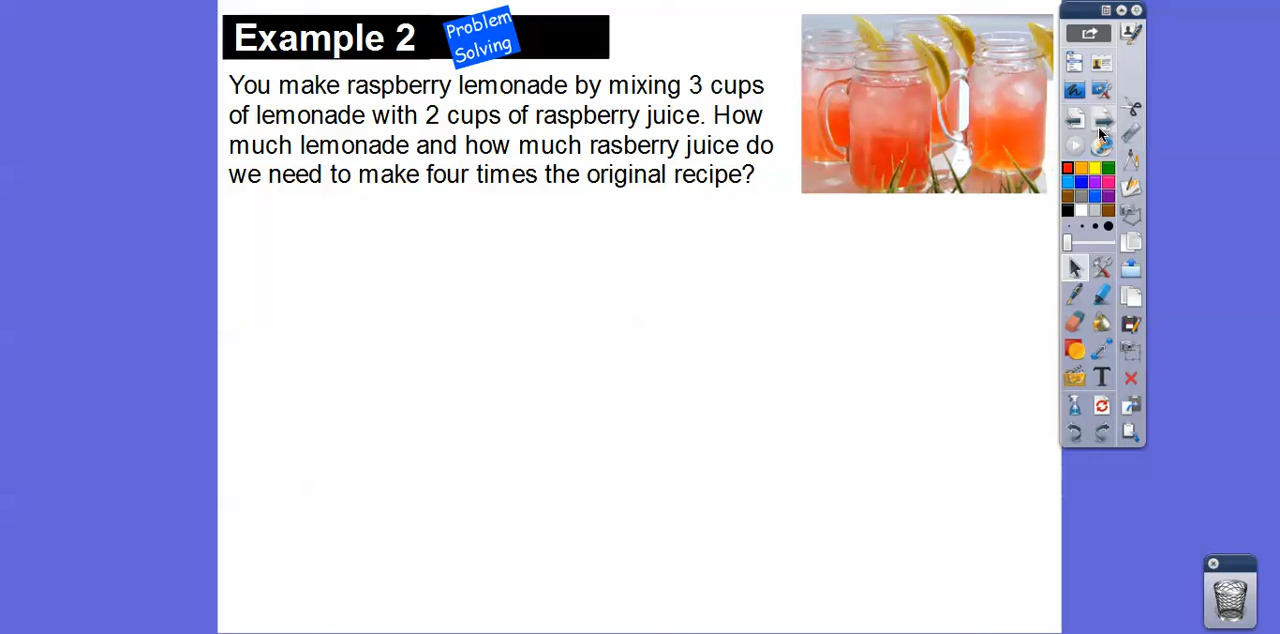 Example 2
Problem
Solving
You make raspberry lemonade by mixing 3 cups
of lemonade with 2 cups of raspberry juice. How
much lemonade and how much rasberry juice do
we need to make four times the original recipe?
T